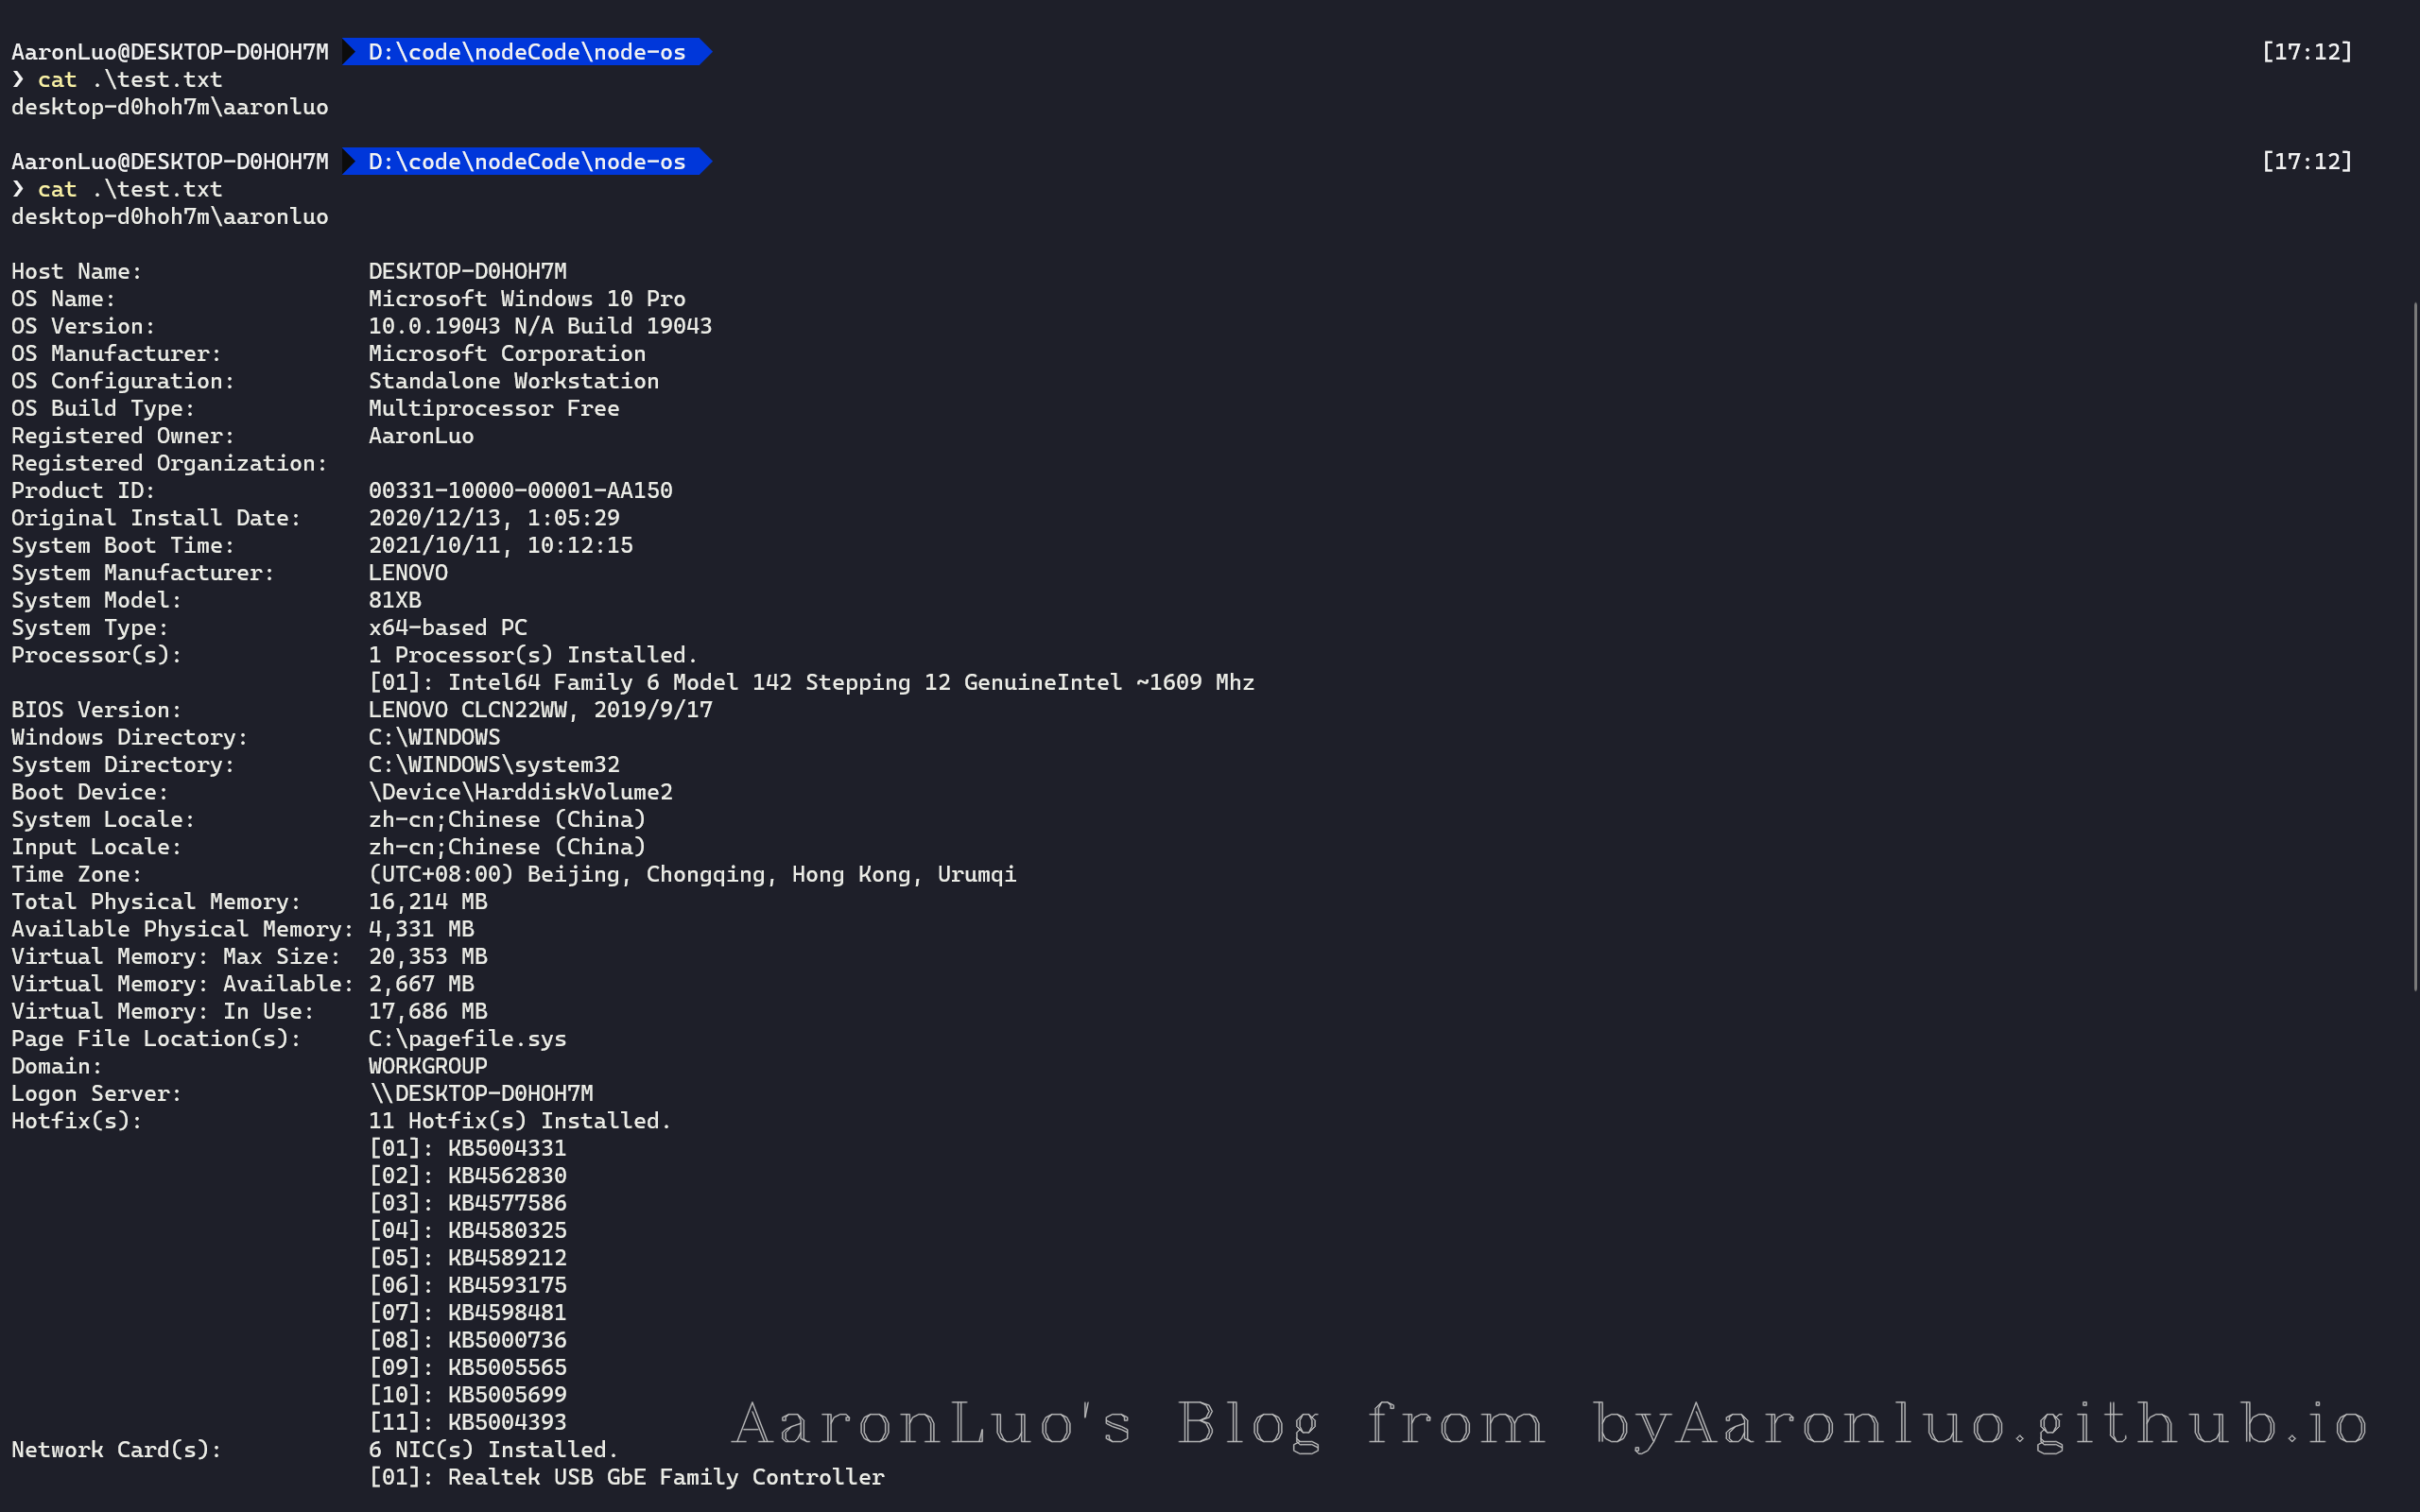 AaronLuo@DESKTOP-D0HOH7M D:\code\nodeCode\node-os [17:12]
❯ cat .\test.txt
desktop-d0hoh7m\aaronluo
AaronLuo@DESKTOP-D0HOH7M D:\code\nodeCode\node-os [17:12]
❯ cat .\test.txt
desktop-d0hoh7m\aaronluo
Host Name: DESKTOP-D0HOH7M
OS Name: Microsoft Windows 10 Pro
OS Version: 10.0.19043 N/A Build 19043
OS Manufacturer: Microsoft Corporation
OS Configuration: Standalone Workstation
OS Build Type: Multiprocessor Free
Registered Owner: AaronLuo
Registered Organization:
Product ID: 00331-10000-00001-AA150
Original Install Date: 2020/12/13, 1:05:29
System Boot Time: 2021/10/11, 10:12:15
System Manufacturer: LENOVO
System Model: 81XB
System Type: x64-based PC
Processor(s): 1 Processor(s) Installed.
[01]: Intel64 Family 6 Model 142 Stepping 12 GenuineIntel ~1609 Mhz
BIOS Version: LENOVO CLCN22WW, 2019/9/17
Windows Directory: C:\WINDOWS
System Directory: C:\WINDOWS\system32
Boot Device: \Device\HarddiskVolume2
System Locale: zh-cn;Chinese (China)
Input Locale: zh-cn;Chinese (China)
Time Zone: (UTC+08:00) Beijing, Chongqing, Hong Kong, Urumqi
Total Physical Memory: 16,214 MB
Available Physical Memory: 4,331 MB
Virtual Memory: Max Size: 20,353 MB
Virtual Memory: Available: 2,667 MB
Virtual Memory: In Use: 17,686 MB
Page File Location(s): C:\pagefile.sys
Domain: WORKGROUP
Logon Server: \\DESKTOP-D0HOH7M
Hotfix(s): 11 Hotfix(s) Installed.
[01]: KB5004331
[02]: KB4562830
[03]: KB4577586
[04]: KB4580325
[05]: KB4589212
[06]: KB4593175
[07]: KB4598481
[08]: KB5000736
[09]: KB5005565
[10]: KB5005699
[11]: KB5004393
AaronLuo's Blog from byAaronluo.github.io
Network Card(s): 6 NIC(s) Installed.
[01]: Realtek USB GbE Family Controller